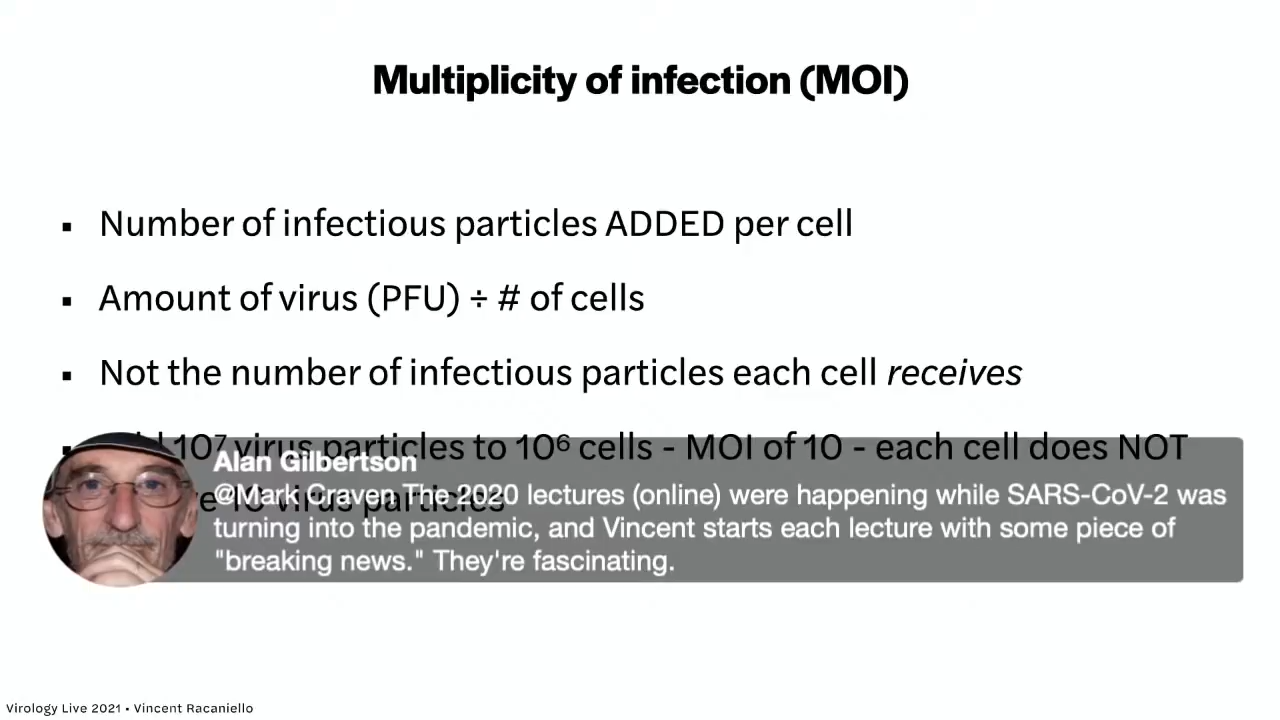 Multiplicity of infection (MOI)
▪ Number of infectious particles ADDED per cell
▪ Amount of virus (PFU) ÷ # of cells
▪ Not the number of infectious particles each cell receives
▪ 10⁷ virus particles to 10⁶ cells - MOI of 10 - each cell does NOT
10 virus particles
Alan Gilbertson
@Mark Craven The 2020 lectures (online) were happening while SARS-CoV-2 was
turning into the pandemic, and Vincent starts each lecture with some piece of
"breaking news." They're fascinating.
Virology Live 2021 • Vincent Racaniello